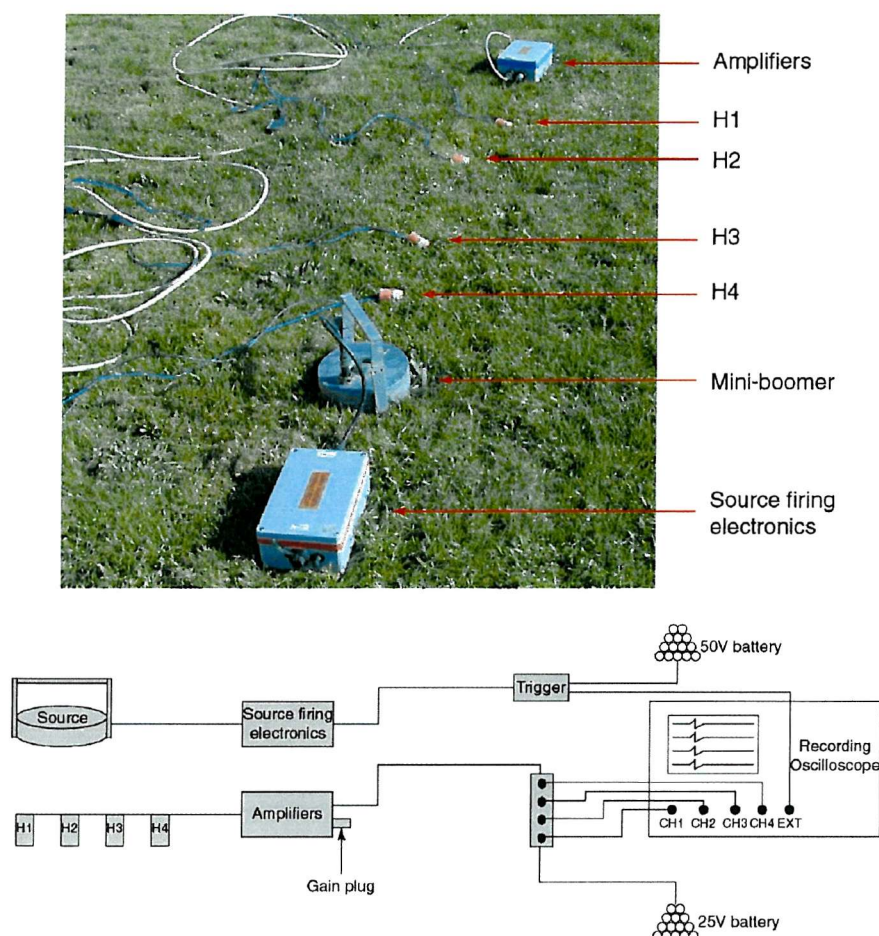 Amplifiers
H1
H2
H3
H4
Mini-boomer
Source firing
electronics
50V battery
Trigger
Source
Source firing
electronics
Recording
Oscilloscope
Amplifiers
H1 H2 H3 H4
CH1 CH2 CH3 CH4 EXT
Gain plug
25V battery